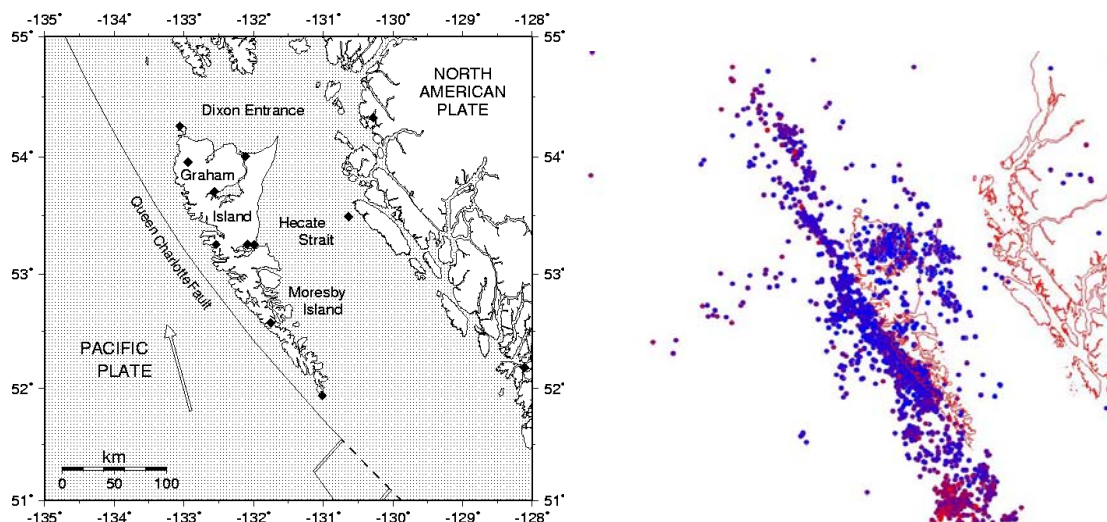 -135° -134° -133° -132° -131° -130° -129° -128°
55° 55°
NORTH
AMERICAN
PLATE
Dixon Entrance
54° 54°
Graham
Island
Queen Charlotte Fault
Hecate
Strait
53° 53°
Moresby
Island
PACIFIC
PLATE
52° 52°
km
0 50 100
51° 51°
-135° -134° -133° -132° -131° -130° -129° -128°